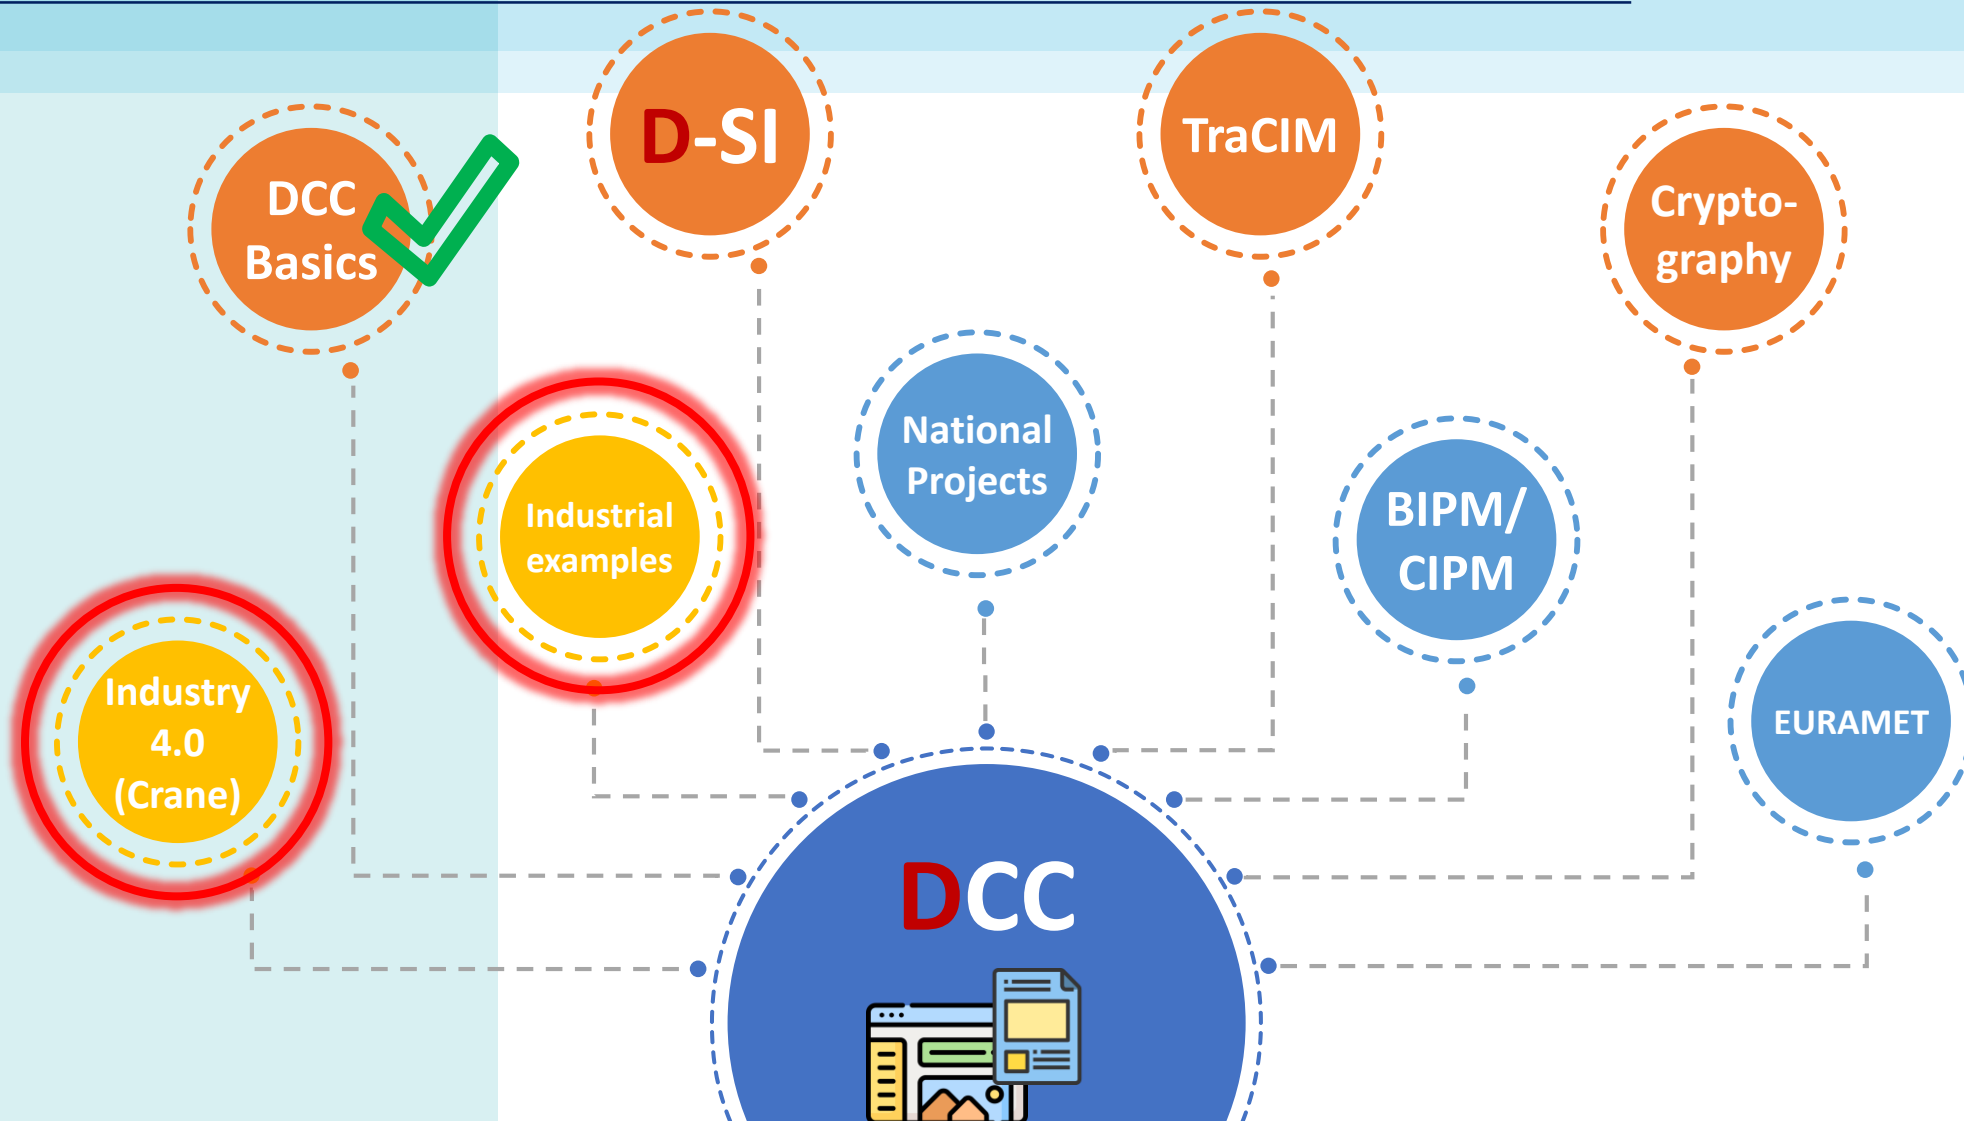 D-SI
TraCIM
DCC
Basics
Crypto-
graphy
National
Projects
Industrial
examples
BIPM/
CIPM
Industry
4.0
(Crane)
EURAMET
DCC